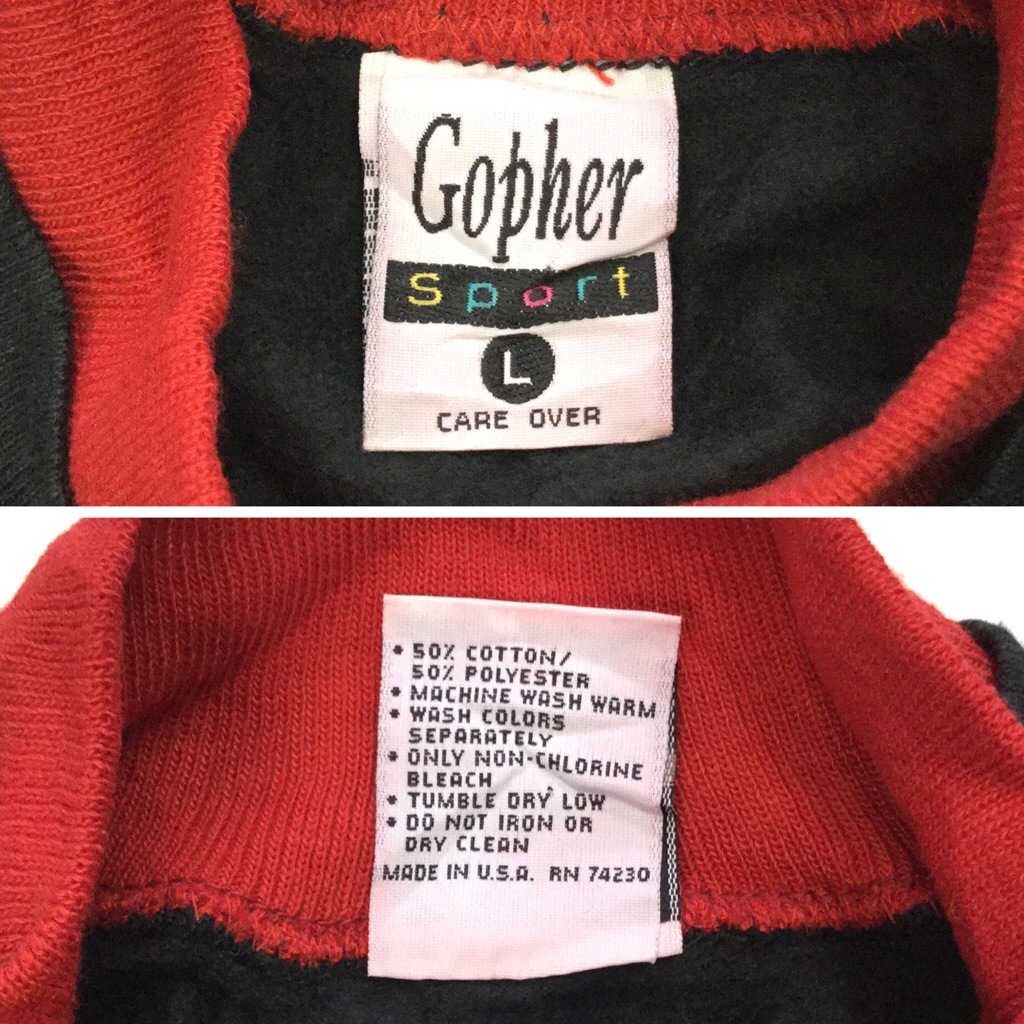 Gopher
Sport
L
CARE OVER
• 50% COTTON/
50% POLYESTER
• MACHINE WASH WARM
• WASH COLORS
SEPARATELY
• ONLY NON-CHLORINE
BLEACH
• TUMBLE DRY LOW
• DO NOT IRON OR
DRY CLEAN
MADE IN U.S.A. RN 74230